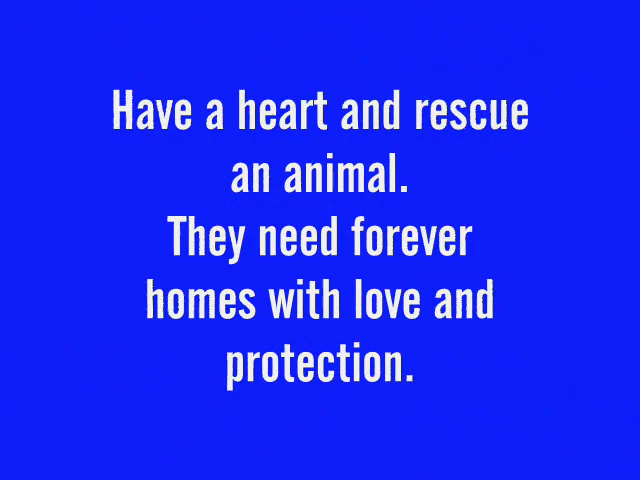 Have a heart and rescue
an animal.
They need forever
homes with love and
protection.